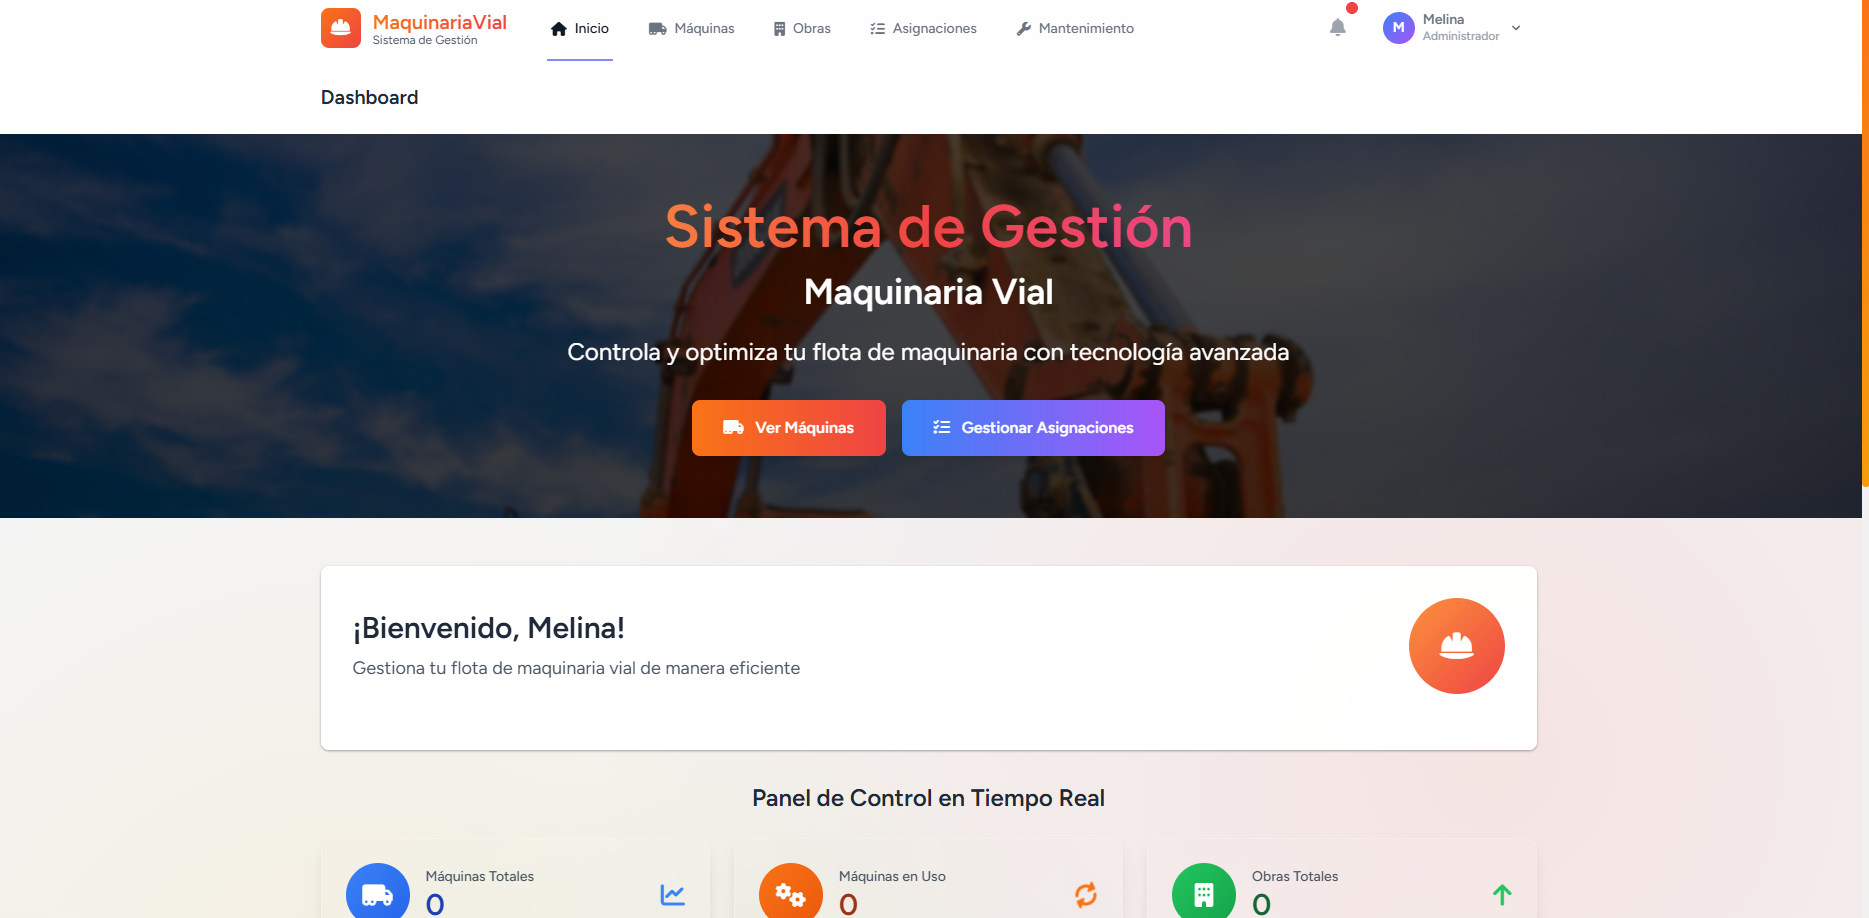 MaquinariaVial
Sistema de Gestión
Inicio
Máquinas
Obras
Asignaciones
Mantenimiento
M
Melina
Administrador
Dashboard
Sistema de Gestión
Maquinaria Vial
Controla y optimiza tu flota de maquinaria con tecnología avanzada
Ver Máquinas
Gestionar Asignaciones
¡Bienvenido, Melina!
Gestiona tu flota de maquinaria vial de manera eficiente
Panel de Control en Tiempo Real
Máquinas Totales
0
Máquinas en Uso
0
Obras Totales
0